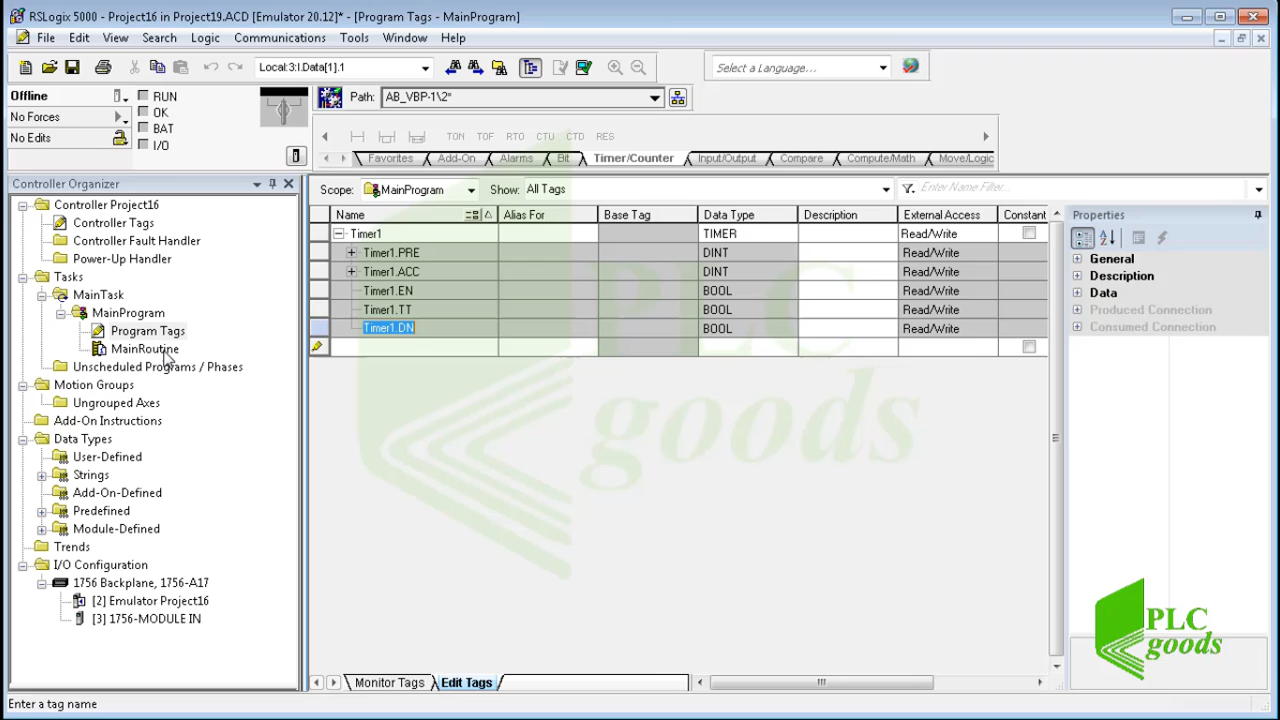 RSLogix 5000 - Project16 in Project19.ACD [Emulator 20.12]* - [Program Tags - MainProgram]
File Edit View Search Logic Communications Tools Window Help
Local:3:I.Data[1].1
Select a Language...
Offline RUN
No Forces OK
No Edits BAT
I/O
Path: AB_VBP-1\2*
TON TOF RTO CTU CTD RES
Favorites Add-On Alarms Bit Timer/Counter Input/Output Compare Compute/Math Move/Logic
Controller Organizer
Controller Project16
Controller Tags
Controller Fault Handler
Power-Up Handler
Tasks
MainTask
MainProgram
Program Tags
MainRoutine
Unscheduled Programs / Phases
Motion Groups
Ungrouped Axes
Add-On Instructions
Data Types
User-Defined
Strings
Add-On-Defined
Predefined
Module-Defined
Trends
I/O Configuration
1756 Backplane, 1756-A17
[2] Emulator Project16
[3] 1756-MODULE IN
Scope: MainProgram Show: All Tags Enter Name Filter...
Name Alias For Base Tag Data Type Description External Access Constant
Timer1 TIMER Read/Write
Timer1.PRE DINT Read/Write
Timer1.ACC DINT Read/Write
Timer1.EN BOOL Read/Write
Timer1.TT BOOL Read/Write
Timer1.DN BOOL Read/Write
PLC
goods
Monitor Tags Edit Tags
Properties
General
Description
Data
Produced Connection
Consumed Connection
PLC
goods
Enter a tag name